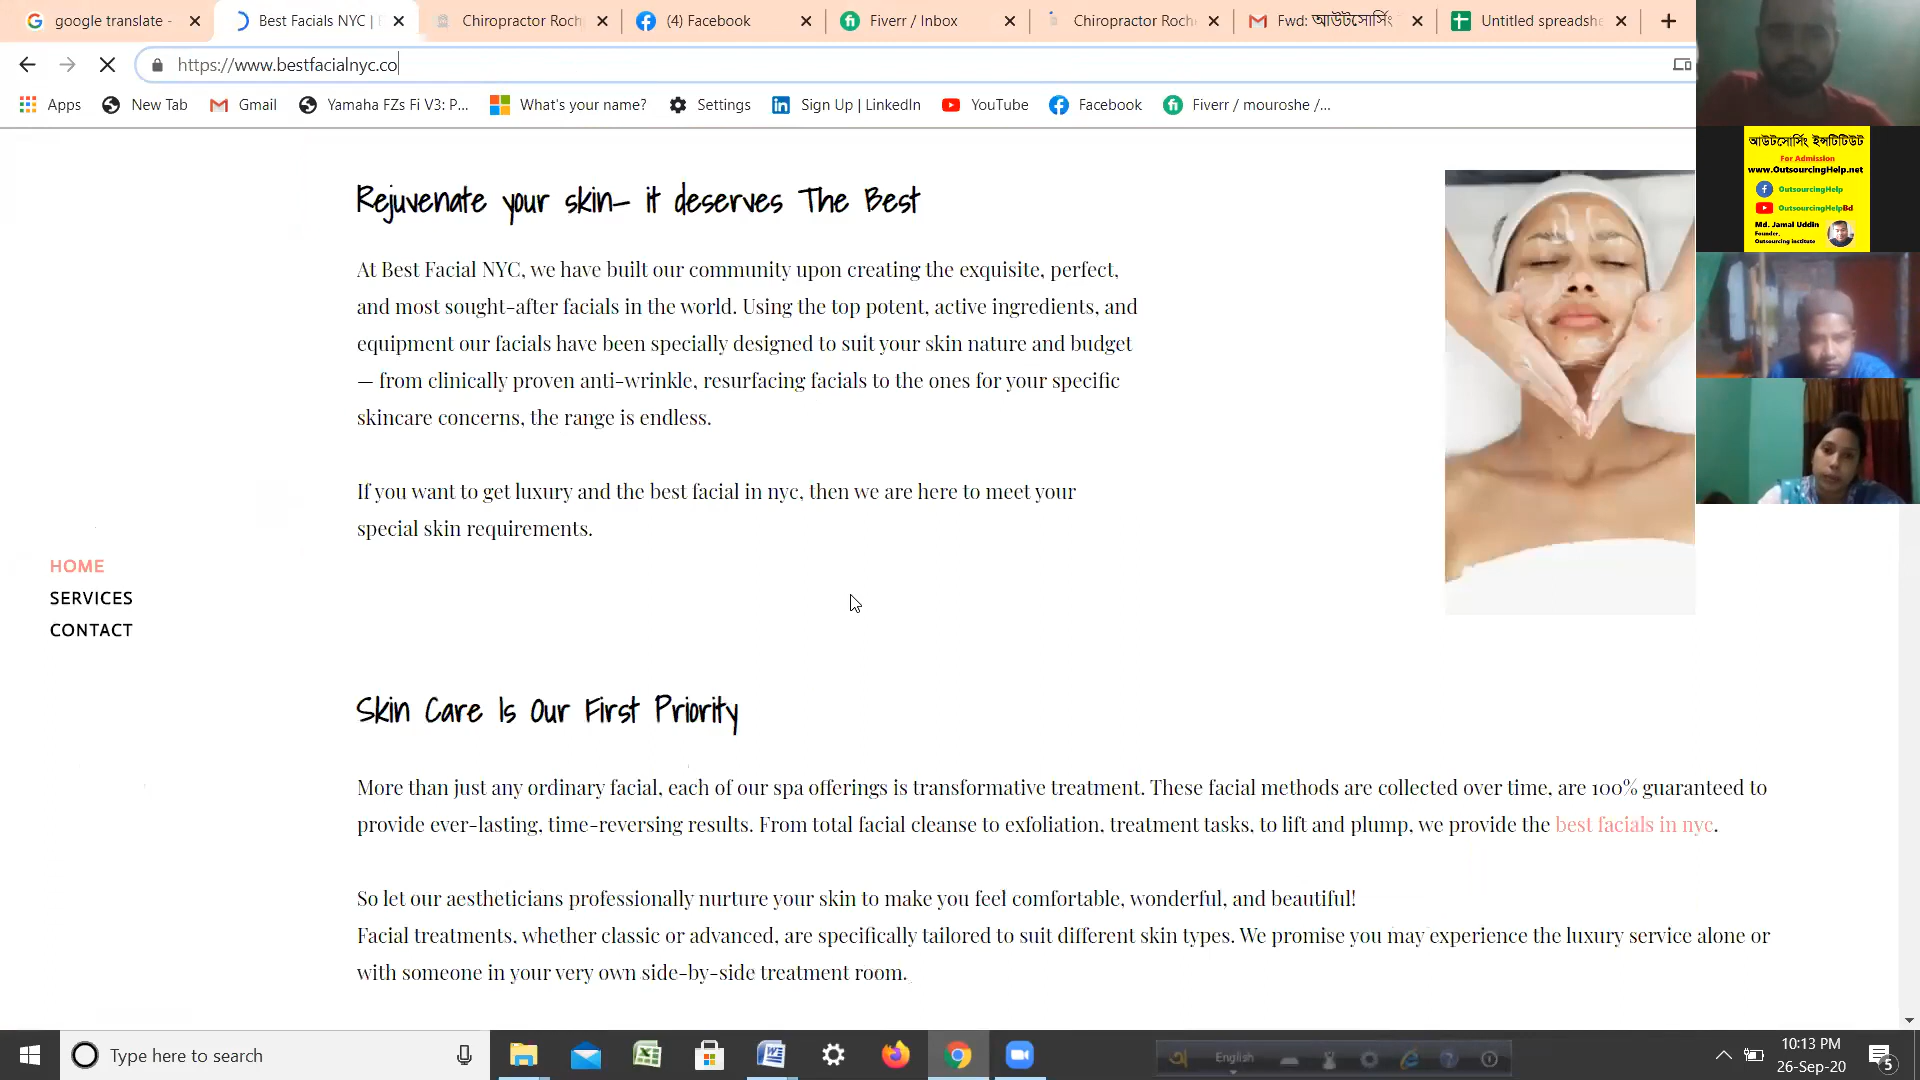 google translate -
Best Facials NYC |
Chiropractor Roch
(4) Facebook
Fiverr / Inbox
Chiropractor Roch
Fwd: আউটসোর্সিং
Untitled spreadshe
https://www.bestfacialnyc.co
Apps
New Tab
Gmail
Yamaha FZs Fi V3: P...
What's your name?
Settings
Sign Up | LinkedIn
YouTube
Facebook
Fiverr / mouroshe /...
আউটসোর্সিং ইন্সটিটিউট
For Admission
www.OutsourcingHelp.net
OutsourcingHelp
OutsourcingHelpBd
Md. Jamal Uddin
Founder,
Outsourcing institute
Rejuvenate your skin– it deserves The Best
At Best Facial NYC, we have built our community upon creating the exquisite, perfect,
and most sought-after facials in the world. Using the top potent, active ingredients, and
equipment our facials have been specially designed to suit your skin nature and budget
— from clinically proven anti-wrinkle, resurfacing facials to the ones for your specific
skincare concerns, the range is endless.
If you want to get luxury and the best facial in nyc, then we are here to meet your
special skin requirements.
HOME
SERVICES
CONTACT
Skin Care Is Our First Priority
More than just any ordinary facial, each of our spa offerings is transformative treatment. These facial methods are collected over time, are 100% guaranteed to
provide ever-lasting, time-reversing results. From total facial cleanse to exfoliation, treatment tasks, to lift and plump, we provide the best facials in nyc.
So let our aestheticians professionally nurture your skin to make you feel comfortable, wonderful, and beautiful!
Facial treatments, whether classic or advanced, are specifically tailored to suit different skin types. We promise you may experience the luxury service alone or
with someone in your very own side-by-side treatment room.
Type here to search
English
10:13 PM
26-Sep-20
5